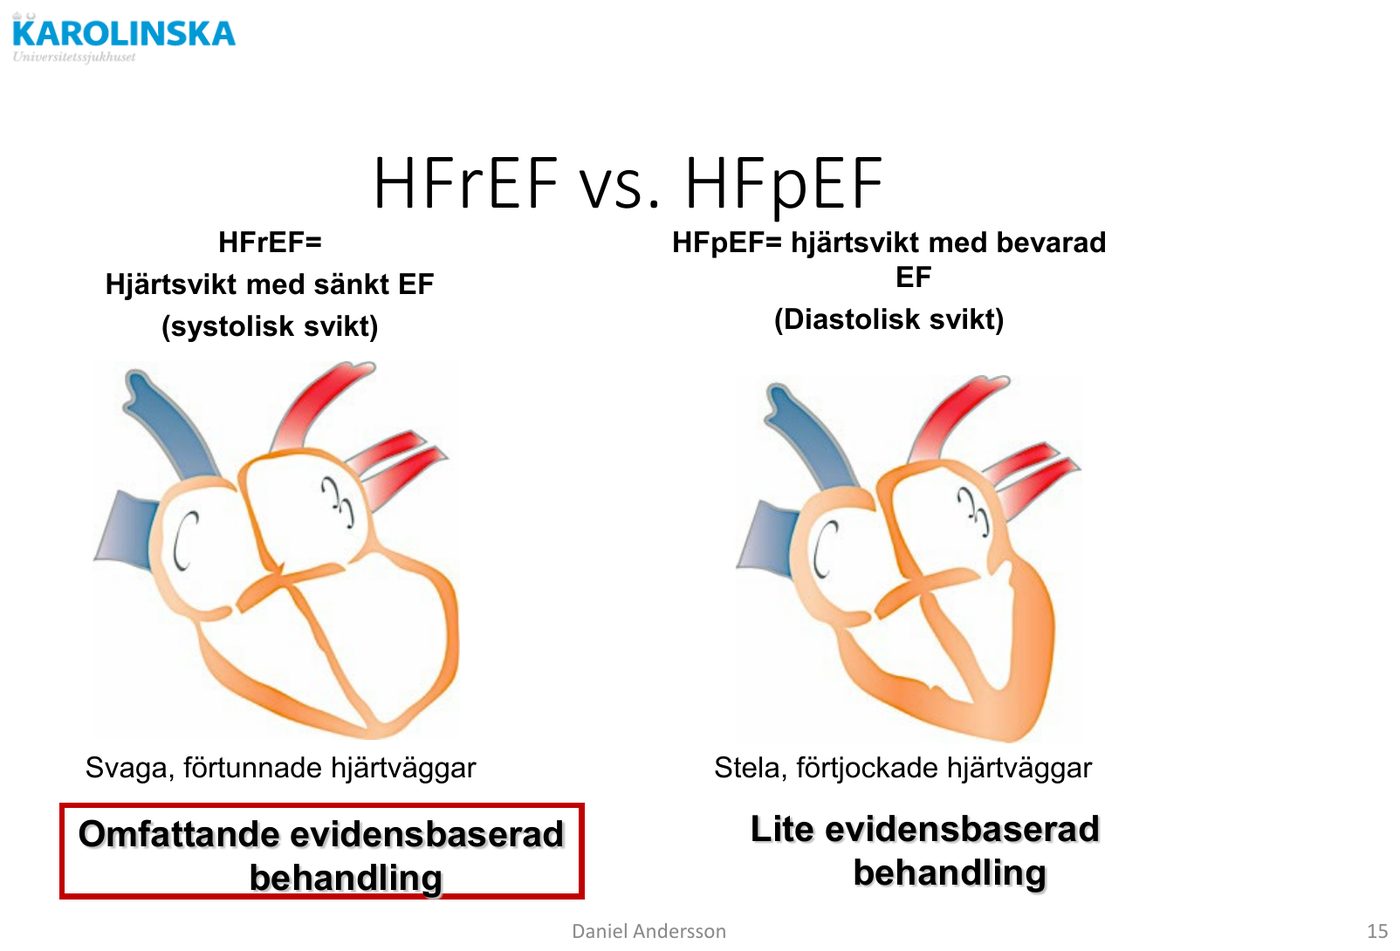 KAROLINSKA
Universitetssjukhuset
HFrEF vs. HFpEF
HFrEF=
Hjärtsvikt med sänkt EF
(systolisk svikt)
HFpEF= hjärtsvikt med bevarad
EF
(Diastolisk svikt)
Svaga, förtunnade hjärtväggar
Stela, förtjockade hjärtväggar
Omfattande evidensbaserad
behandling
Lite evidensbaserad
behandling
Daniel Andersson
15